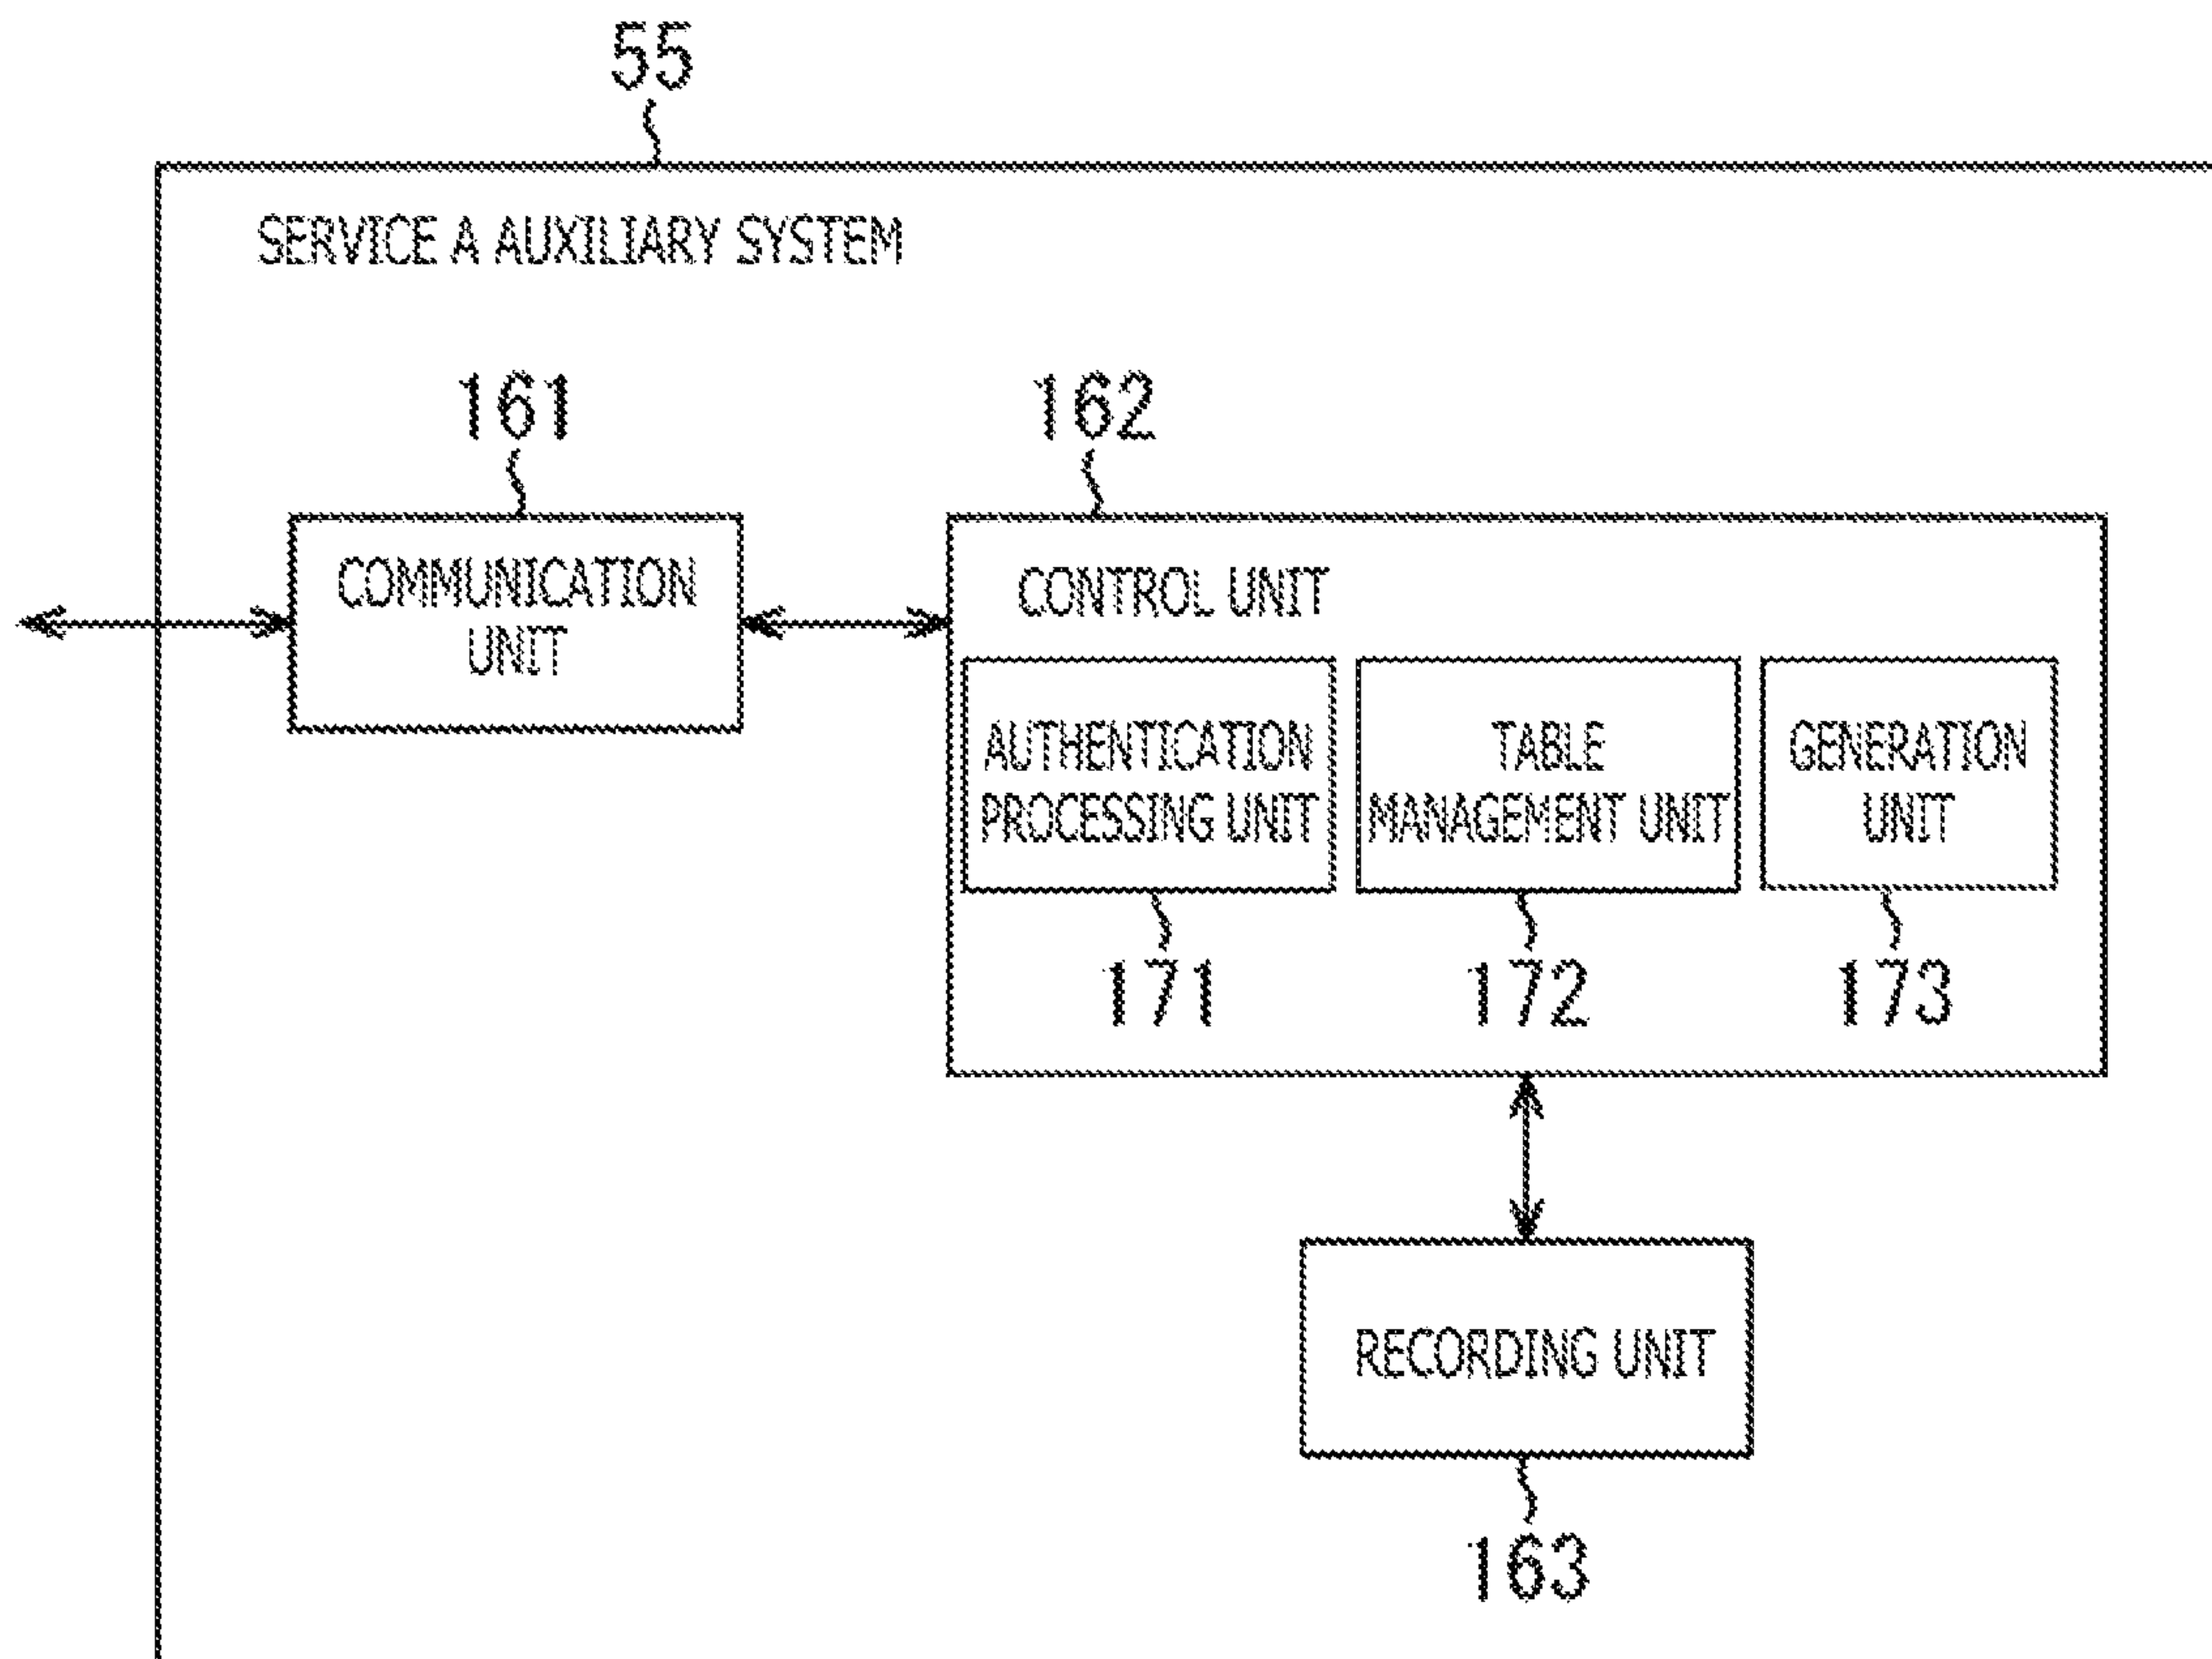 55
SERVICE A AUXILIARY SYSTEM
161
162
COMMUNICATION
UNIT
CONTROL UNIT
AUTHENTICATION
PROCESSING UNIT
TABLE
MANAGEMENT UNIT
GENERATION
UNIT
171
172
173
RECORDING UNIT
163